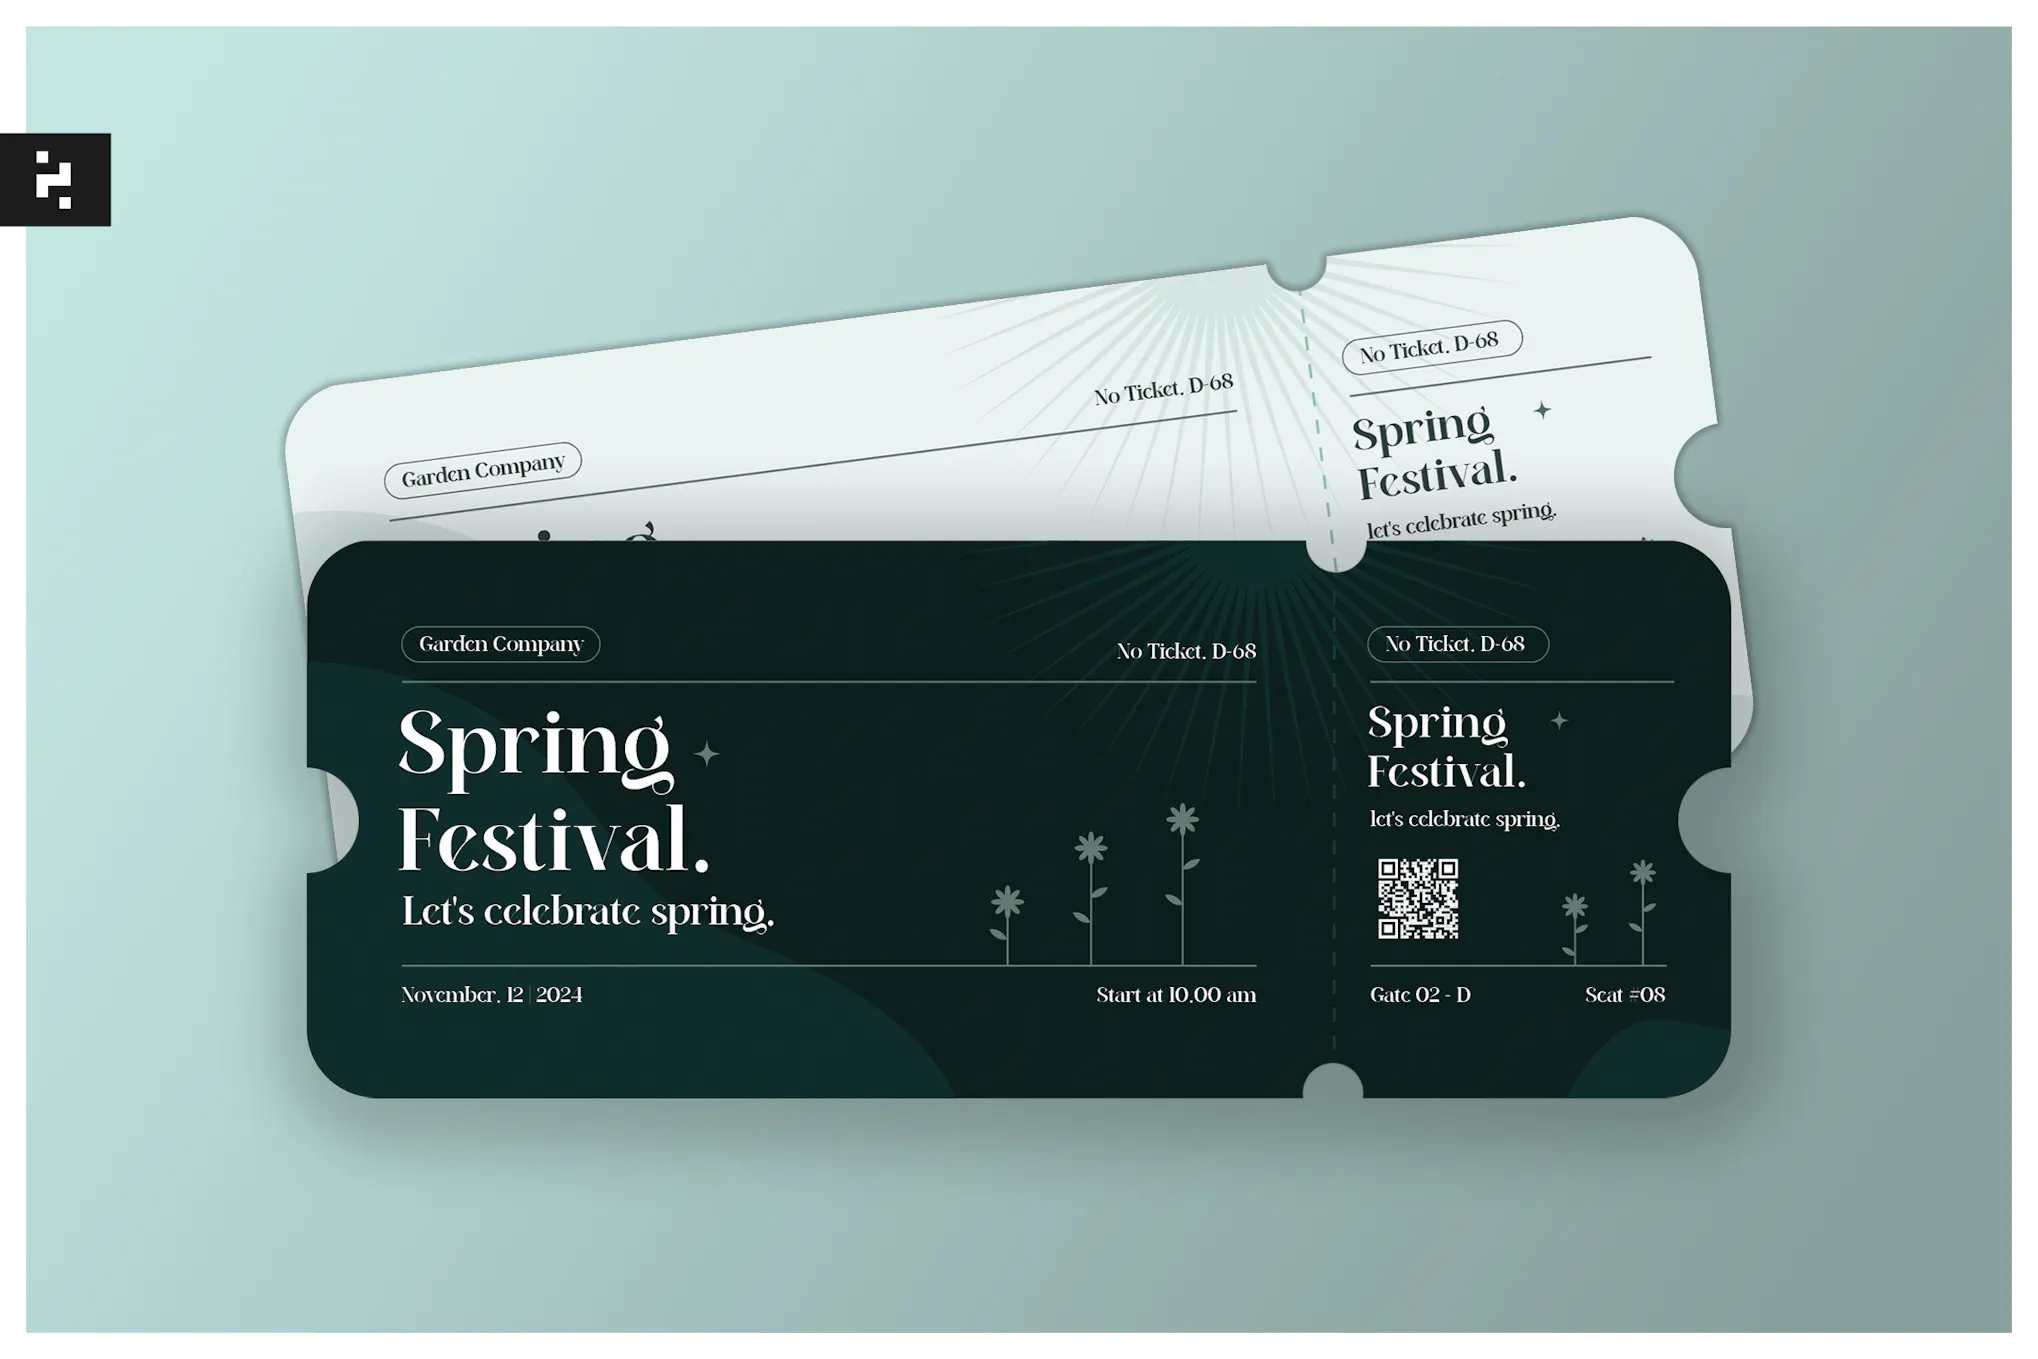 No Ticket. D-68
No Ticket. D-68
Garden Company
Spring
Festival.
let's celebrate spring.
Garden Company
No Ticket. D-68
Spring
Festival.
Let's celebrate spring.
November. 12 | 2024
Start at 10.00 am
No Ticket. D-68
Spring
Festival.
let's celebrate spring.
Gate 02 - D
Seat #08